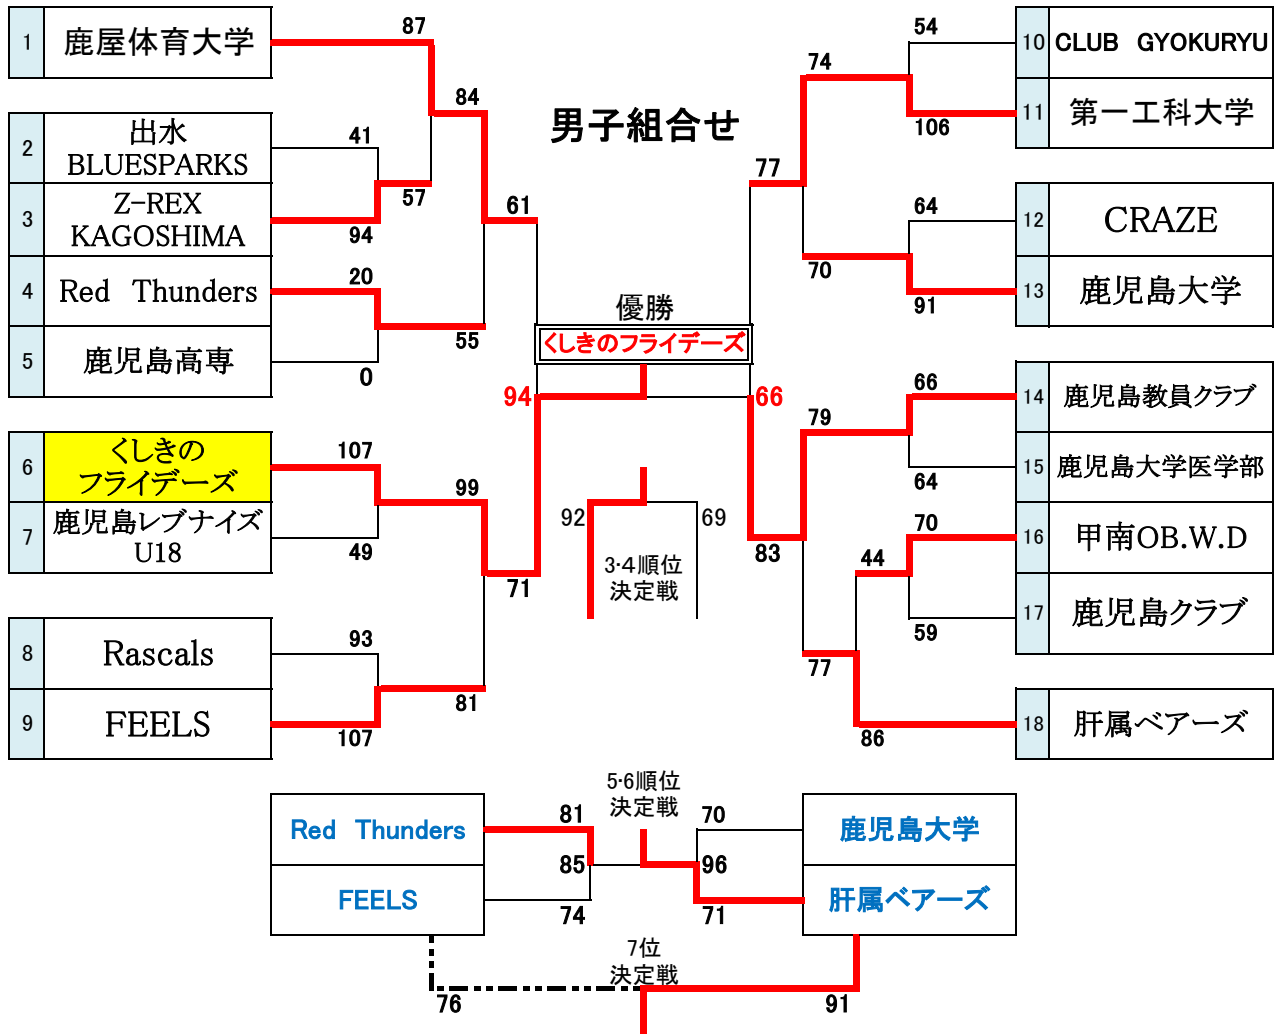 男子組合せ
1 鹿屋体育大学
87
2 出水
BLUESPARKS
41
3 Z-REX
KAGOSHIMA
94
57
84
4 Red Thunders
20
5 鹿児島高専
0
55
61
6 くしきの
フライデーズ
107
7 鹿児島レブナイズ
U18
49
99
8 Rascals
93
9 FEELS
107
81
71
94
優勝
くしきのフライデーズ
66
10 CLUB GYOKURYU
54
11 第一工科大学
106
74
12 CRAZE
64
13 鹿児島大学
91
70
77
14 鹿児島教員クラブ
66
15 鹿児島大学医学部
64
79
16 甲南OB.W.D
70
17 鹿児島クラブ
59
44
18 肝属ベアーズ
86
77
83
92
69
3・4順位
決定戦
5・6順位
決定戦
Red Thunders
81
FEELS
74
85
鹿児島大学
70
肝属ベアーズ
71
96
7位
決定戦
76
91